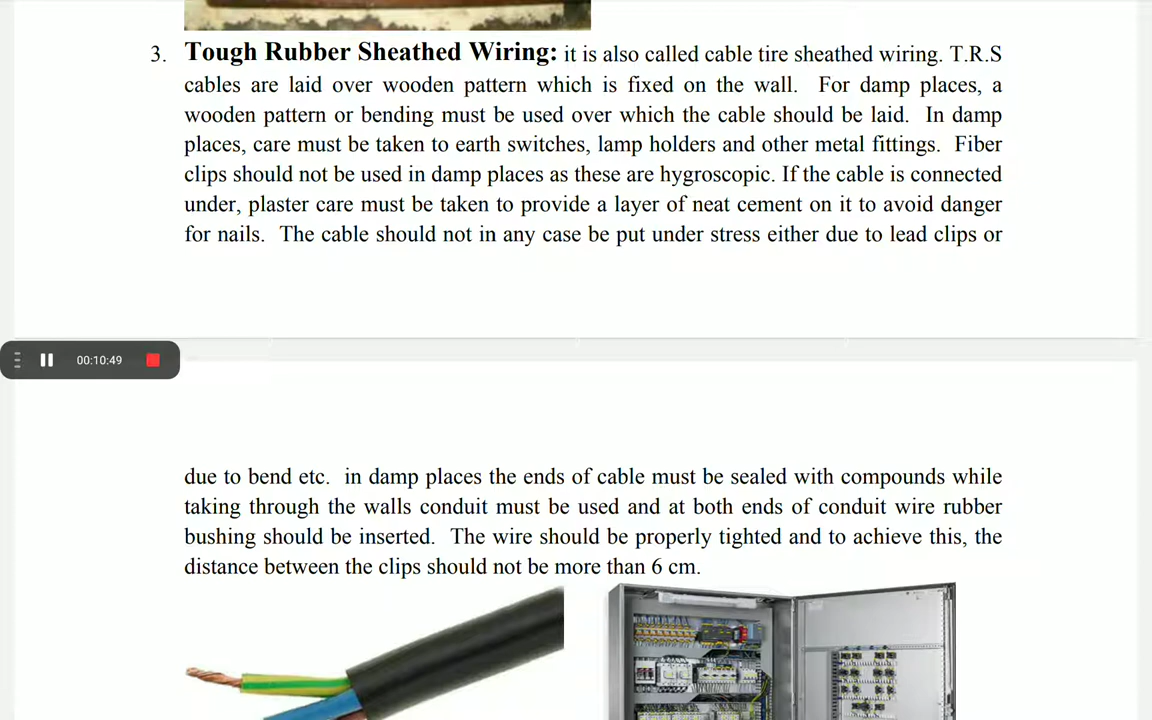 3. Tough Rubber Sheathed Wiring: it is also called cable tire sheathed wiring. T.R.S
cables are laid over wooden pattern which is fixed on the wall. For damp places, a
wooden pattern or bending must be used over which the cable should be laid. In damp
places, care must be taken to earth switches, lamp holders and other metal fittings. Fiber
clips should not be used in damp places as these are hygroscopic. If the cable is connected
under, plaster care must be taken to provide a layer of neat cement on it to avoid danger
for nails. The cable should not in any case be put under stress either due to lead clips or
00:10:49
due to bend etc. in damp places the ends of cable must be sealed with compounds while
taking through the walls conduit must be used and at both ends of conduit wire rubber
bushing should be inserted. The wire should be properly tighted and to achieve this, the
distance between the clips should not be more than 6 cm.